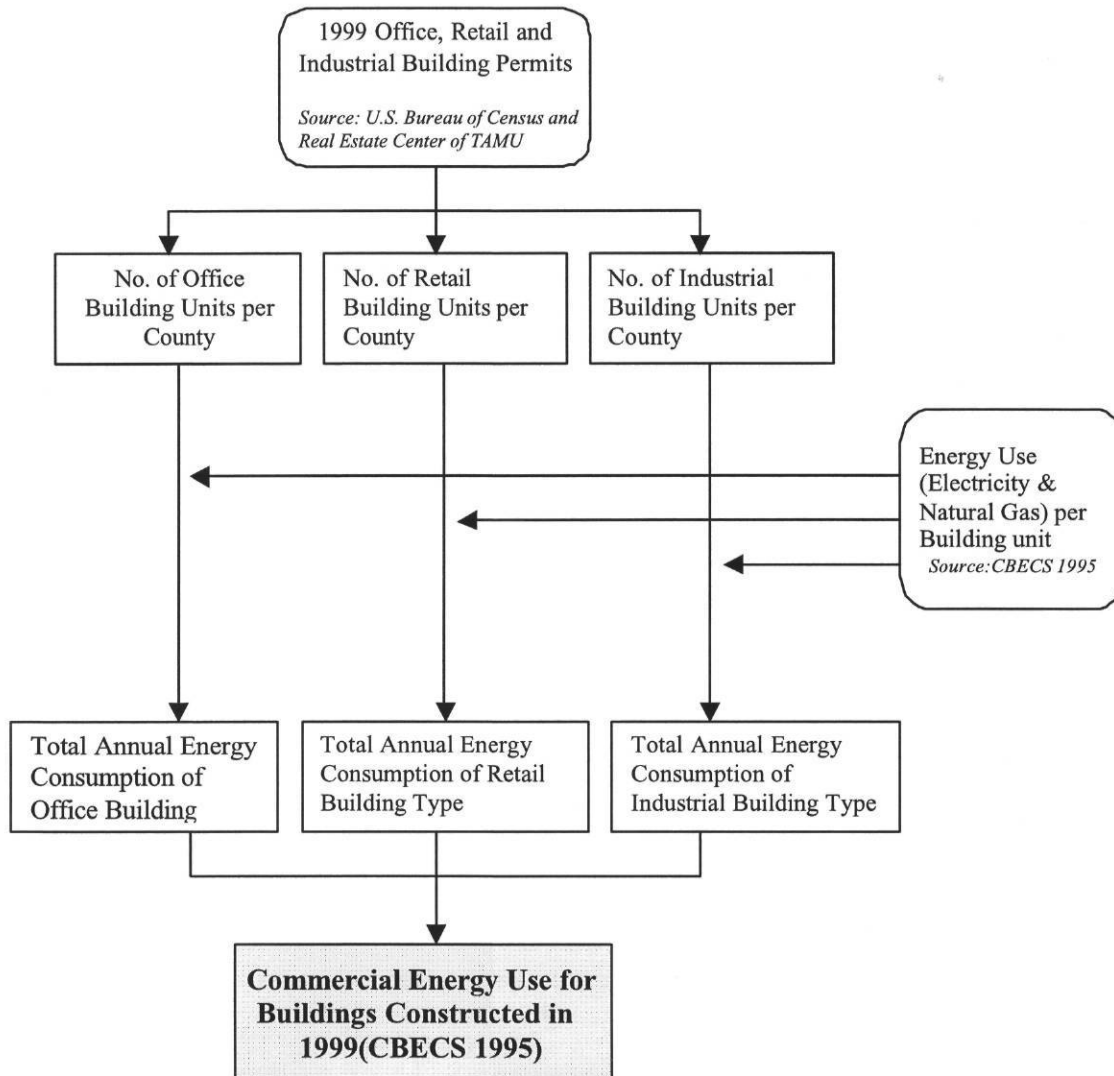 1999 Office, Retail and
Industrial Building Permits
Source: U.S. Bureau of Census and
Real Estate Center of TAMU
No. of Office
Building Units per
County
No. of Retail
Building Units per
County
No. of Industrial
Building Units per
County
Energy Use
(Electricity &
Natural Gas) per
Building unit
Source:CBECS 1995
Total Annual Energy
Consumption of
Office Building
Total Annual Energy
Consumption of Retail
Building Type
Total Annual Energy
Consumption of
Industrial Building Type
Commercial Energy Use for
Buildings Constructed in
1999(CBECS 1995)